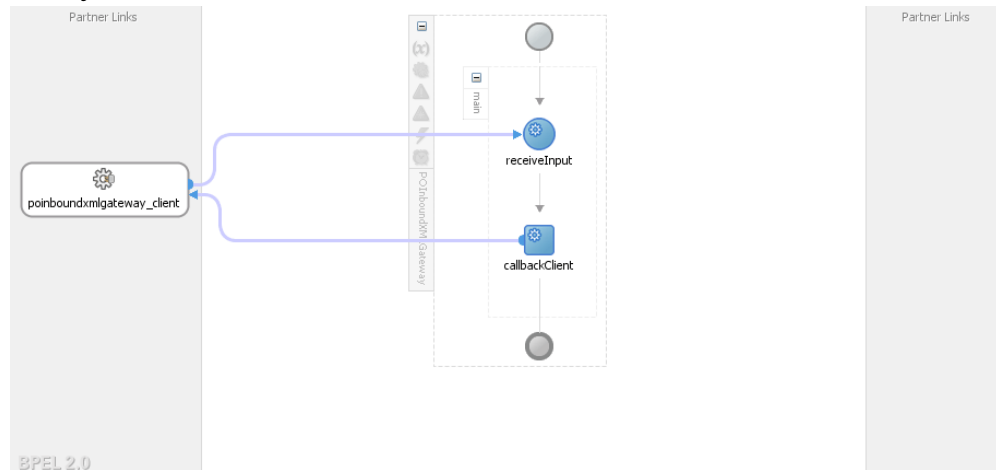 Partner Links
Partner Links
(x)
main
receiveInput
poinboundxmlgateway_client
POInboundXMLGateway
callbackClient
BPEL 2.0